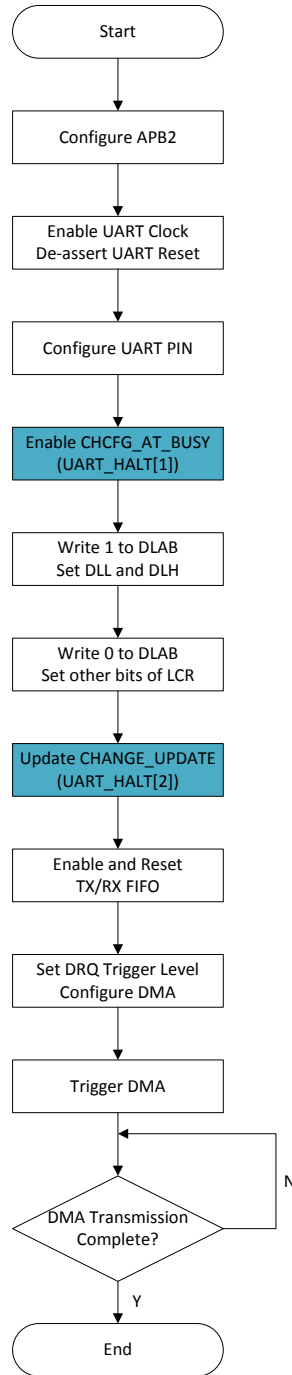 Start
Configure APB2
Enable UART Clock
De-assert UART Reset
Configure UART PIN
Enable CHCFG_AT_BUSY
(UART_HALT[1])
Write 1 to DLAB
Set DLL and DLH
Write 0 to DLAB
Set other bits of LCR
Update CHANGE_UPDATE
(UART_HALT[2])
Enable and Reset
TX/RX FIFO
Set DRQ Trigger Level
Configure DMA
Trigger DMA
N
DMA Transmission
Complete?
Y
End